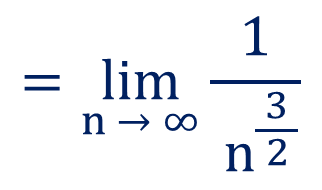 = lim n → ∞ 1 / n^(3/2)